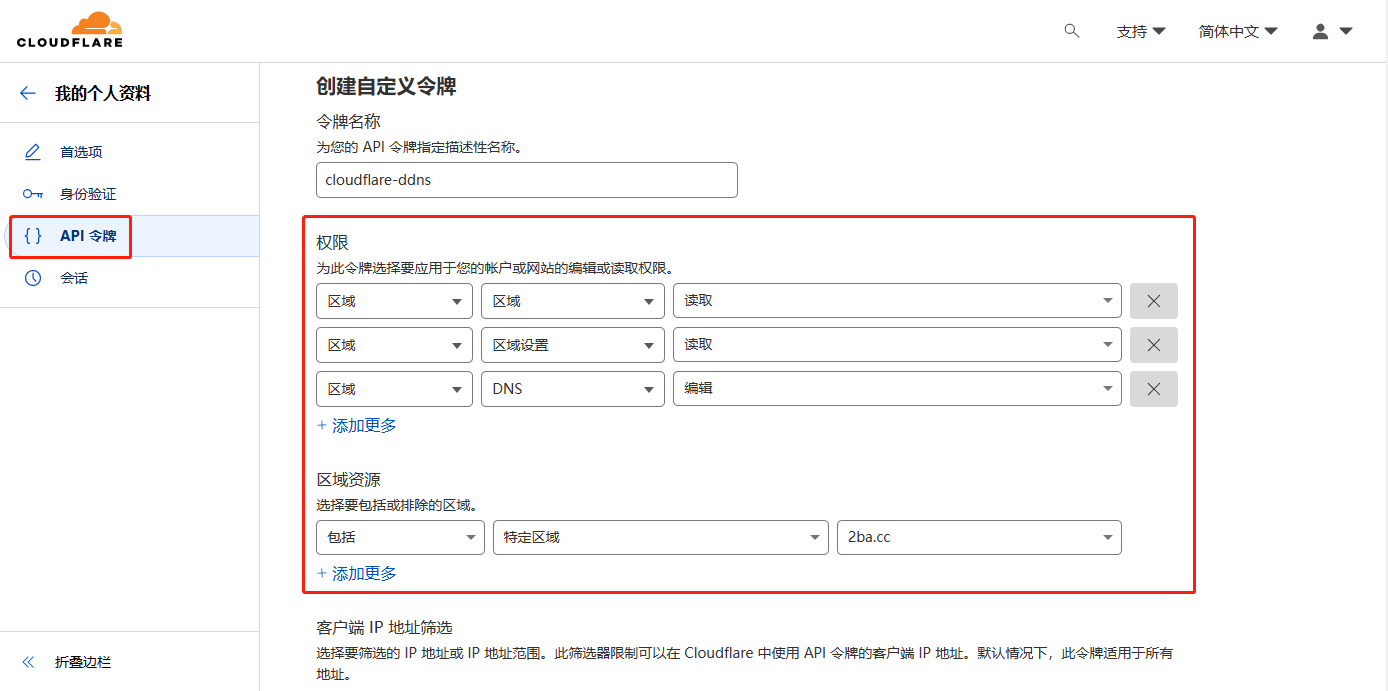 CLOUDFLARE
支持
简体中文
我的个人资料
首选项
身份验证
API 令牌
会话
折叠边栏
创建自定义令牌
令牌名称
为您的 API 令牌指定描述性名称。
cloudflare-ddns
权限
为此令牌选择要应用于您的帐户或网站的编辑或读取权限。
区域 区域 读取
区域 区域设置 读取
区域 DNS 编辑
+ 添加更多
区域资源
选择要包括或排除的区域。
包括 特定区域 2ba.cc
+ 添加更多
客户端 IP 地址筛选
选择要筛选的 IP 地址或 IP 地址范围。此筛选器限制可以在 Cloudflare 中使用 API 令牌的客户端 IP 地址。默认情况下，此令牌适用于所有
地址。